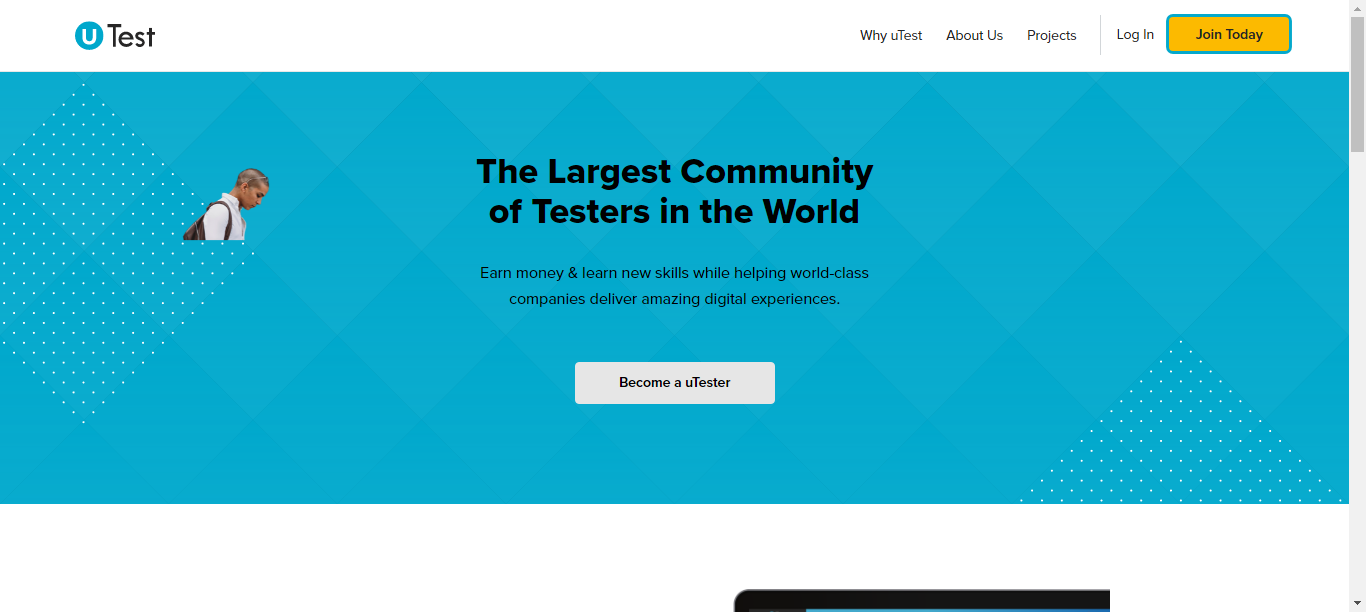 uTest
Why uTest
About Us
Projects
Log In
Join Today
The Largest Community
of Testers in the World
Earn money & learn new skills while helping world-class
companies deliver amazing digital experiences.
Become a uTester